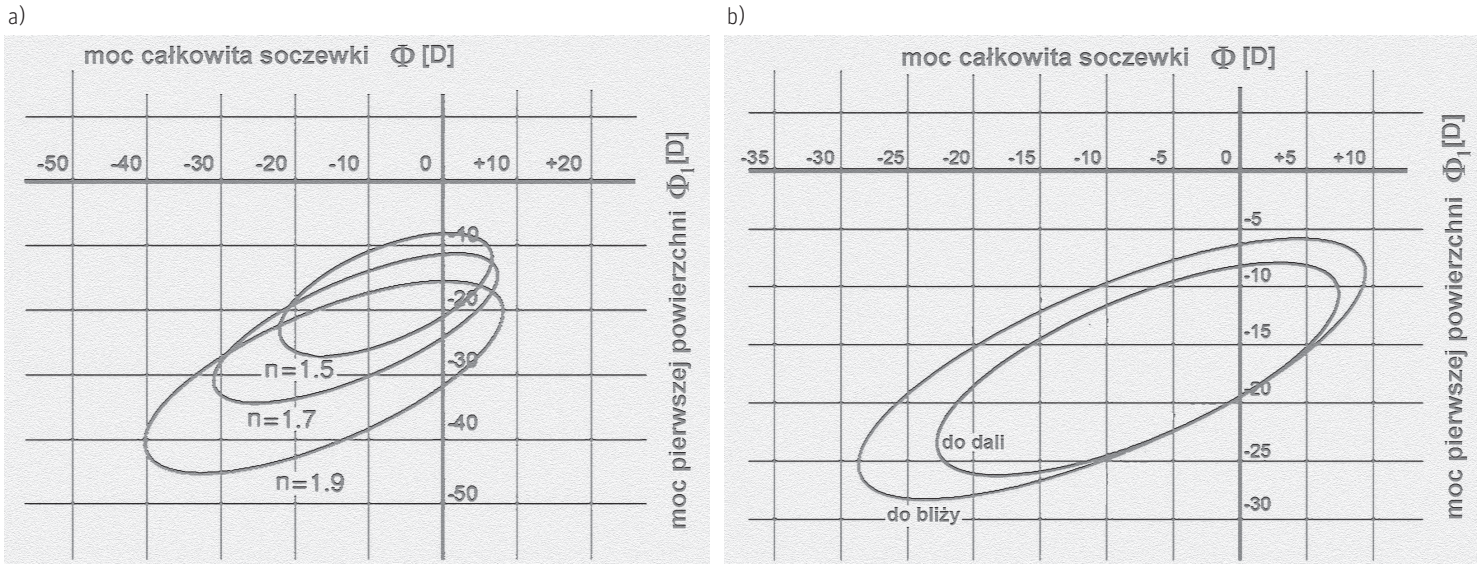 a)
moc całkowita soczewki Φ [D]
-50 -40 -30 -20 -10 0 +10 +20
-10
-20
-30
-40
-50
n=1.5
n=1.7
n=1.9
moc pierwszej powierzchni Φ₁[D]
b)
moc całkowita soczewki Φ [D]
-35 -30 -25 -20 -15 -10 -5 0 +5 +10
-5
-10
-15
-20
-25
-30
do dali
do bliży
moc pierwszej powierzchni Φ₁[D]